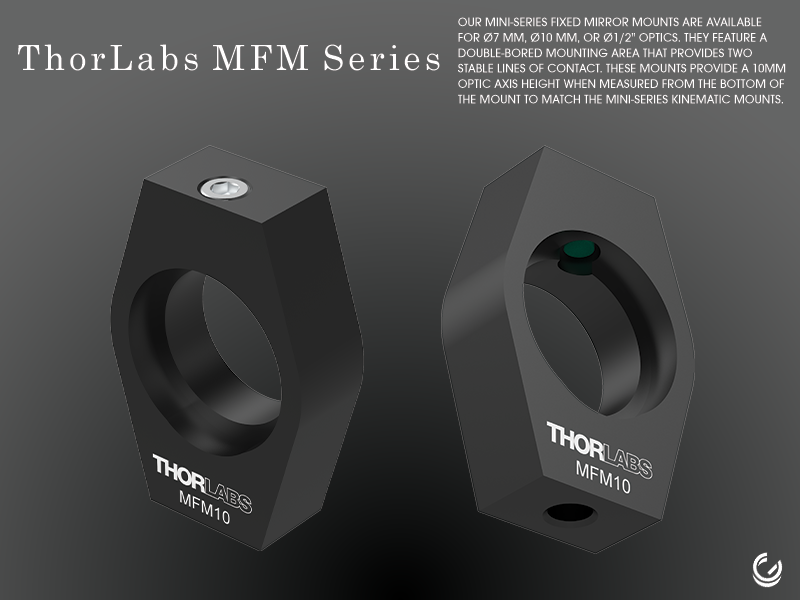 ThorLabs MFM Series
OUR MINI-SERIES FIXED MIRROR MOUNTS ARE AVAILABLE
FOR Ø7 MM, Ø10 MM, OR Ø1/2" OPTICS. THEY FEATURE A
DOUBLE-BORED MOUNTING AREA THAT PROVIDES TWO
STABLE LINES OF CONTACT. THESE MOUNTS PROVIDE A 10MM
OPTIC AXIS HEIGHT WHEN MEASURED FROM THE BOTTOM OF
THE MOUNT TO MATCH THE MINI-SERIES KINEMATIC MOUNTS.
THORLABS
MFM10
THORLABS
MFM10